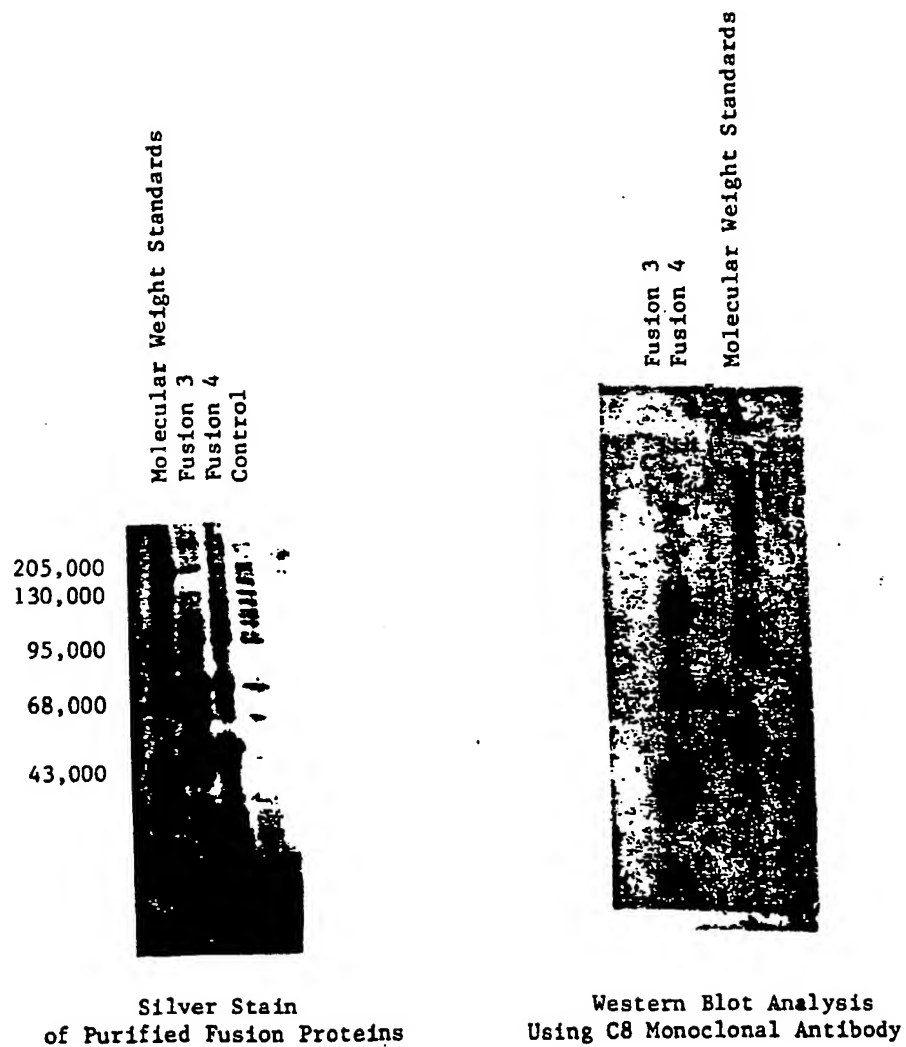 Molecular Weight Standards
Fusion 3
Fusion 4
Control
205,000
130,000
95,000
68,000
43,000
Silver Stain
of Purified Fusion Proteins
Fusion 3
Fusion 4
Molecular Weight Standards
Western Blot Analysis
Using C8 Monoclonal Antibody